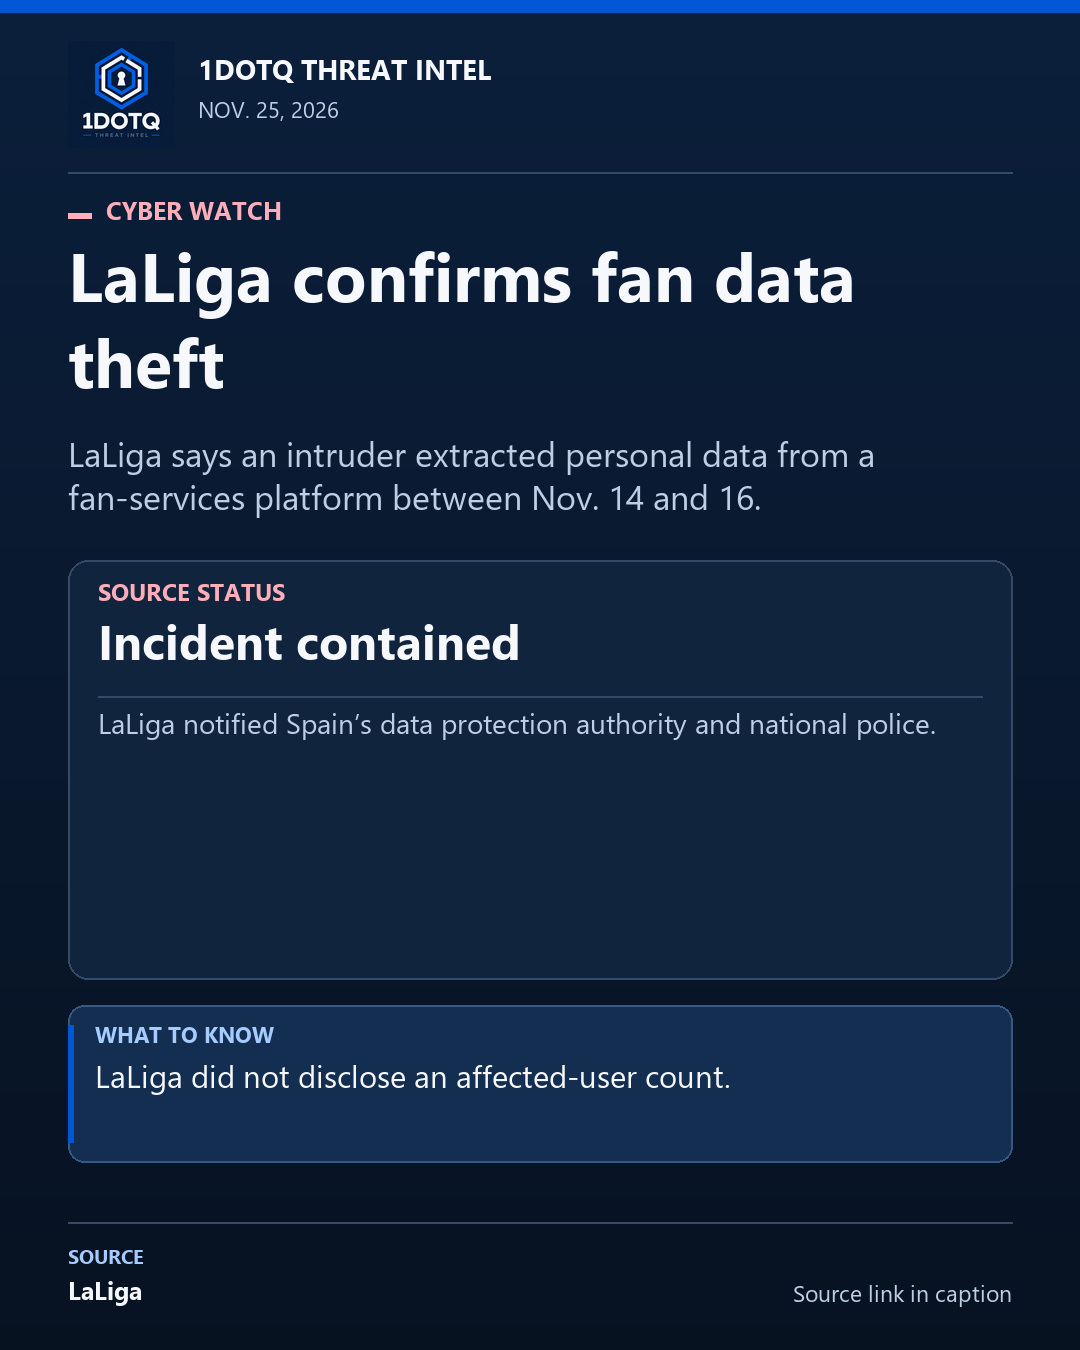 1DOTQ
THREAT INTEL
1DOTQ THREAT INTEL
NOV. 25, 2026
CYBER WATCH
LaLiga confirms fan data
theft
LaLiga says an intruder extracted personal data from a
fan-services platform between Nov. 14 and 16.
SOURCE STATUS
Incident contained
LaLiga notified Spain’s data protection authority and national police.
WHAT TO KNOW
LaLiga did not disclose an affected-user count.
SOURCE
LaLiga
Source link in caption